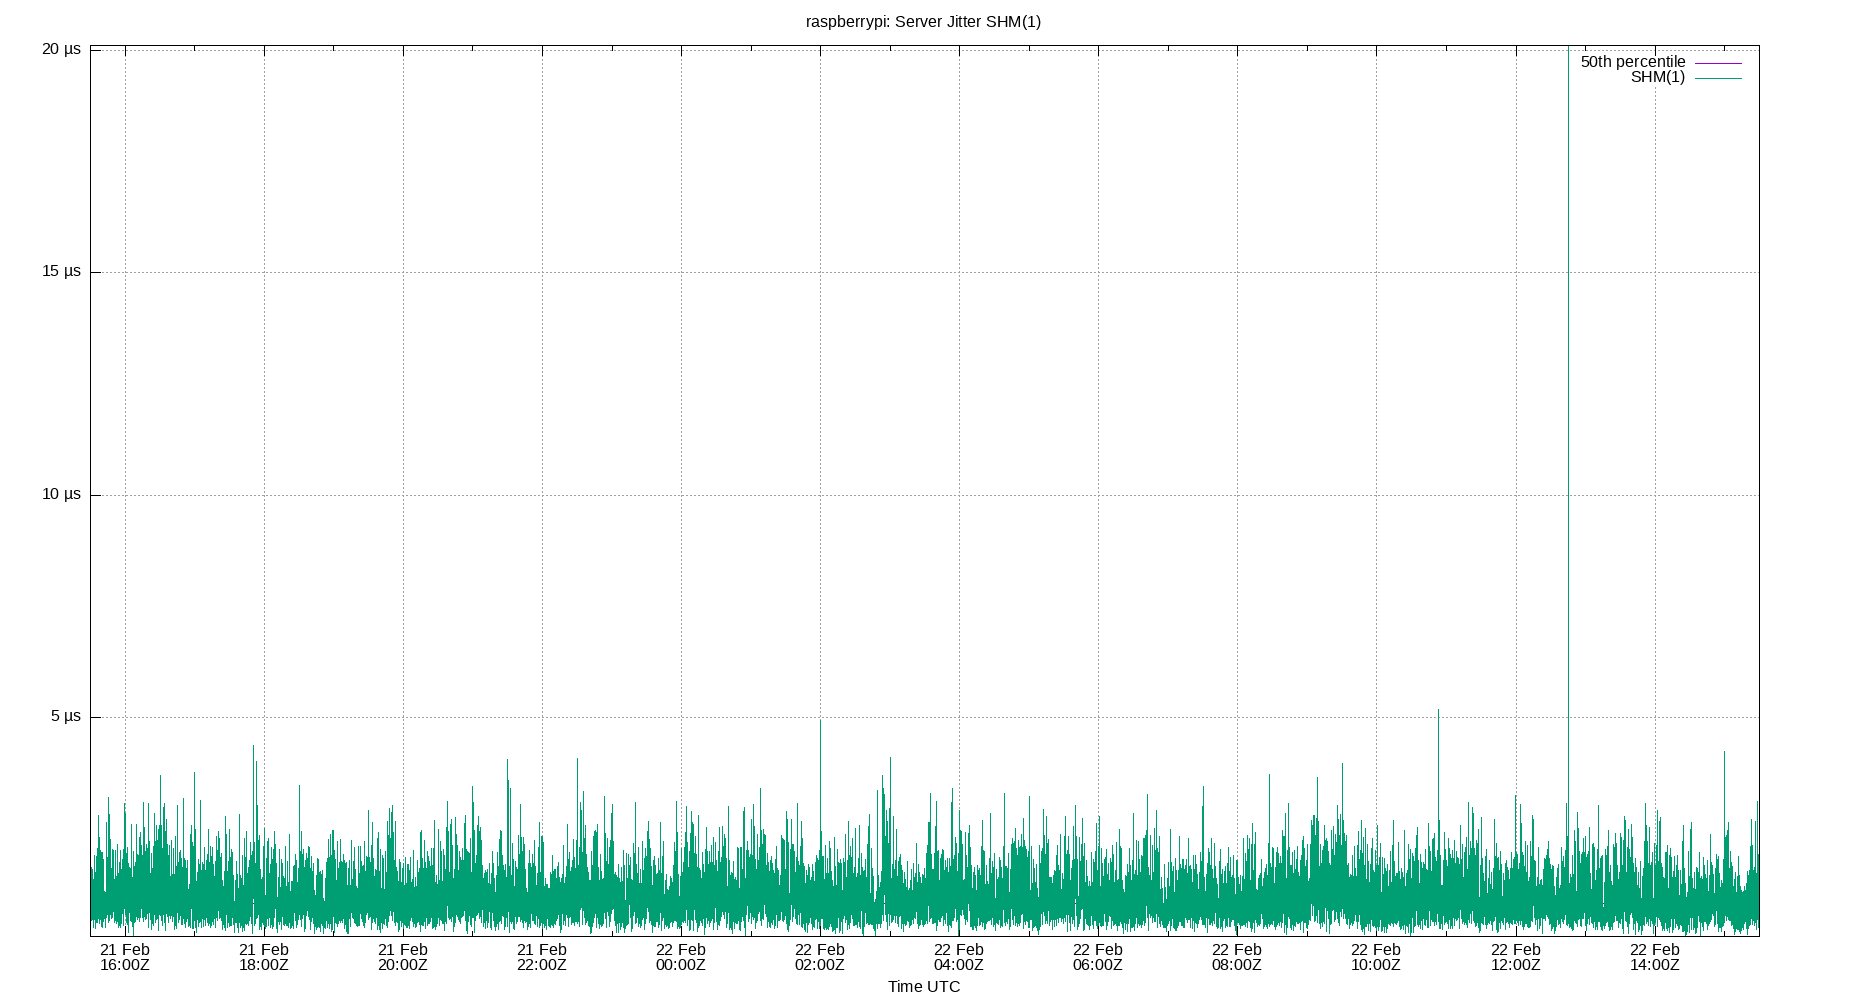 raspberrypi: Server Jitter SHM(1)
20 µs
50th percentile
SHM(1)
15 µs
10 µs
5 µs
21 Feb 21 Feb 21 Feb 21 Feb 22 Feb 22 Feb 22 Feb 22 Feb 22 Feb 22 Feb 22 Feb 22 Feb
16:00Z 18:00Z 20:00Z 22:00Z 00:00Z 02:00Z 04:00Z 06:00Z 08:00Z 10:00Z 12:00Z 14:00Z
Time UTC